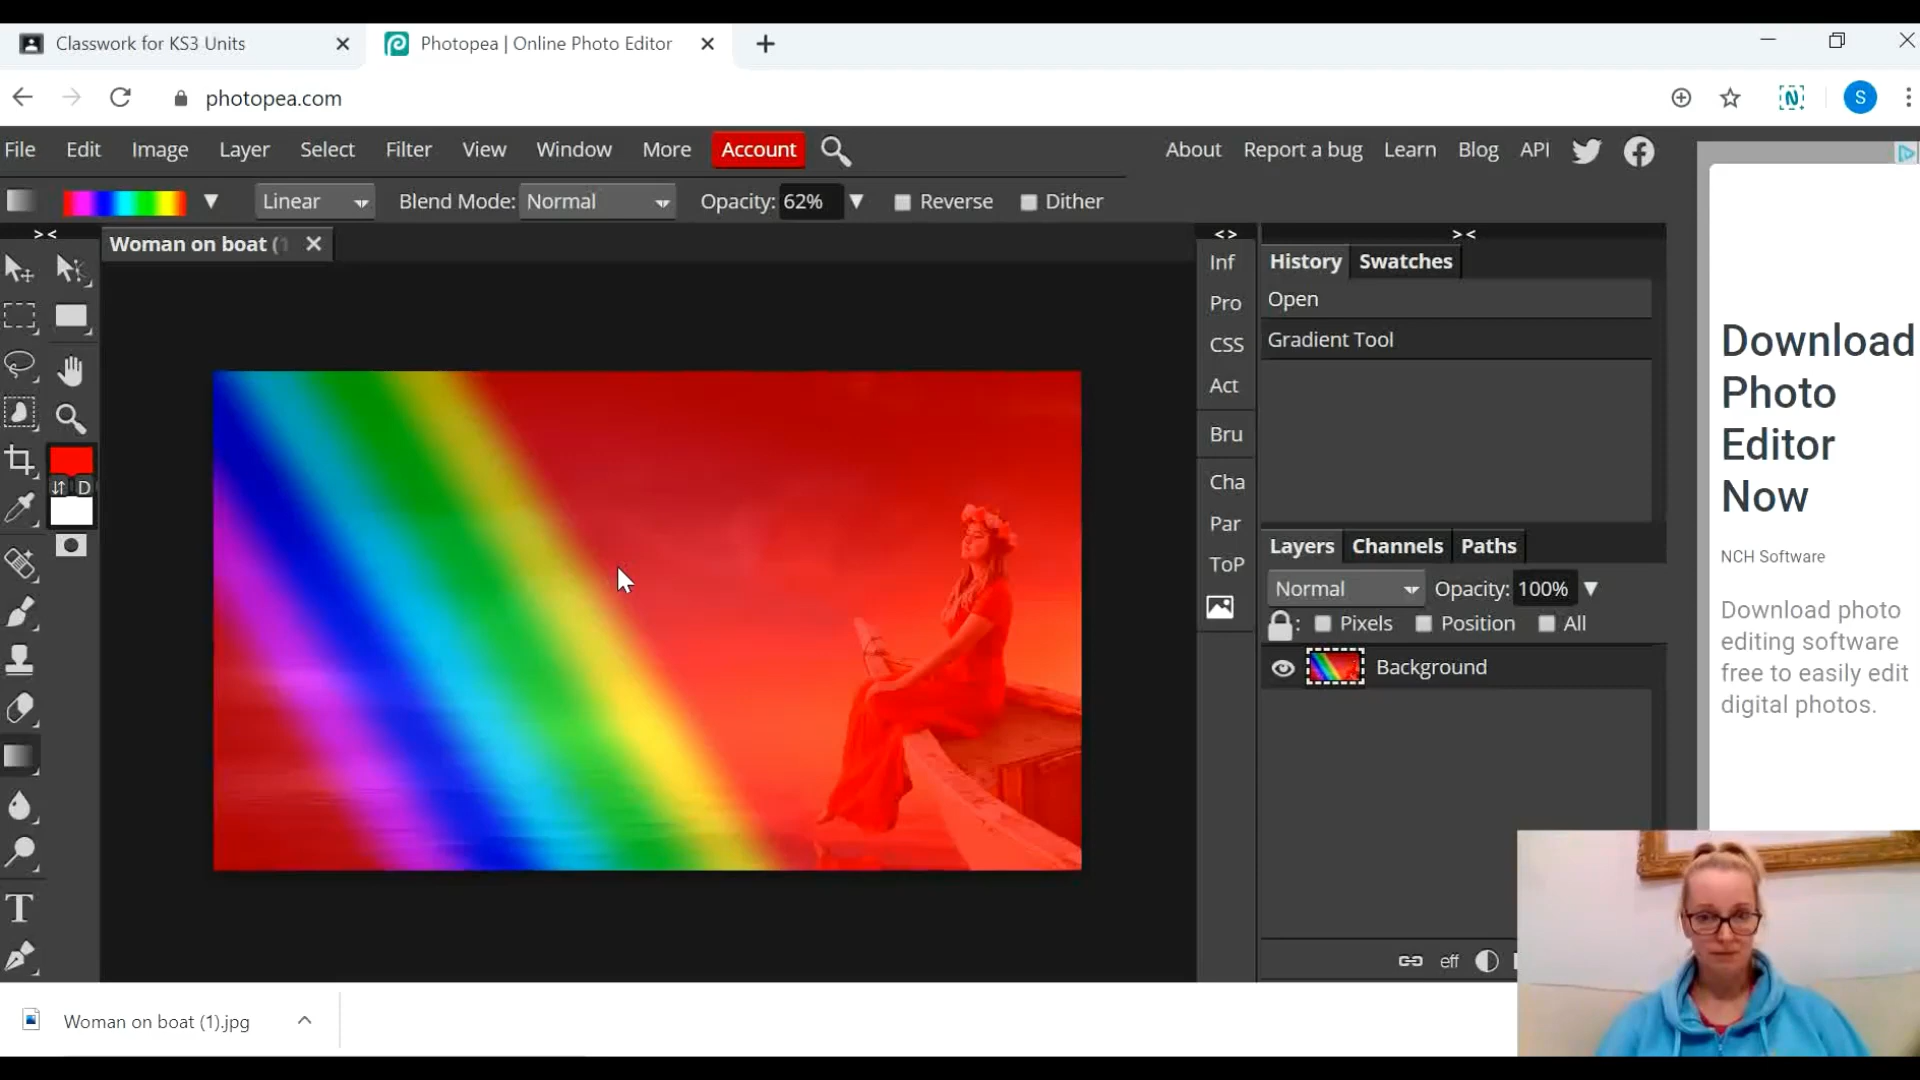 Classwork for KS3 Units
Photopea | Online Photo Editor
photopea.com
S
File Edit Image Layer Select Filter View Window More Account
About Report a bug Learn Blog API
Linear Blend Mode: Normal Opacity: 62% Reverse Dither
> <
Woman on boat (1
< >
> <
Inf
Pro
CSS
Act
Bru
Cha
Par
ToP
History Swatches
Open
Gradient Tool
D
Layers Channels Paths
Normal Opacity: 100%
: Pixels Position All
Background
eff
T
Download
Photo
Editor
Now
NCH Software
Download photo
editing software
free to easily edit
digital photos.
Woman on boat (1).jpg